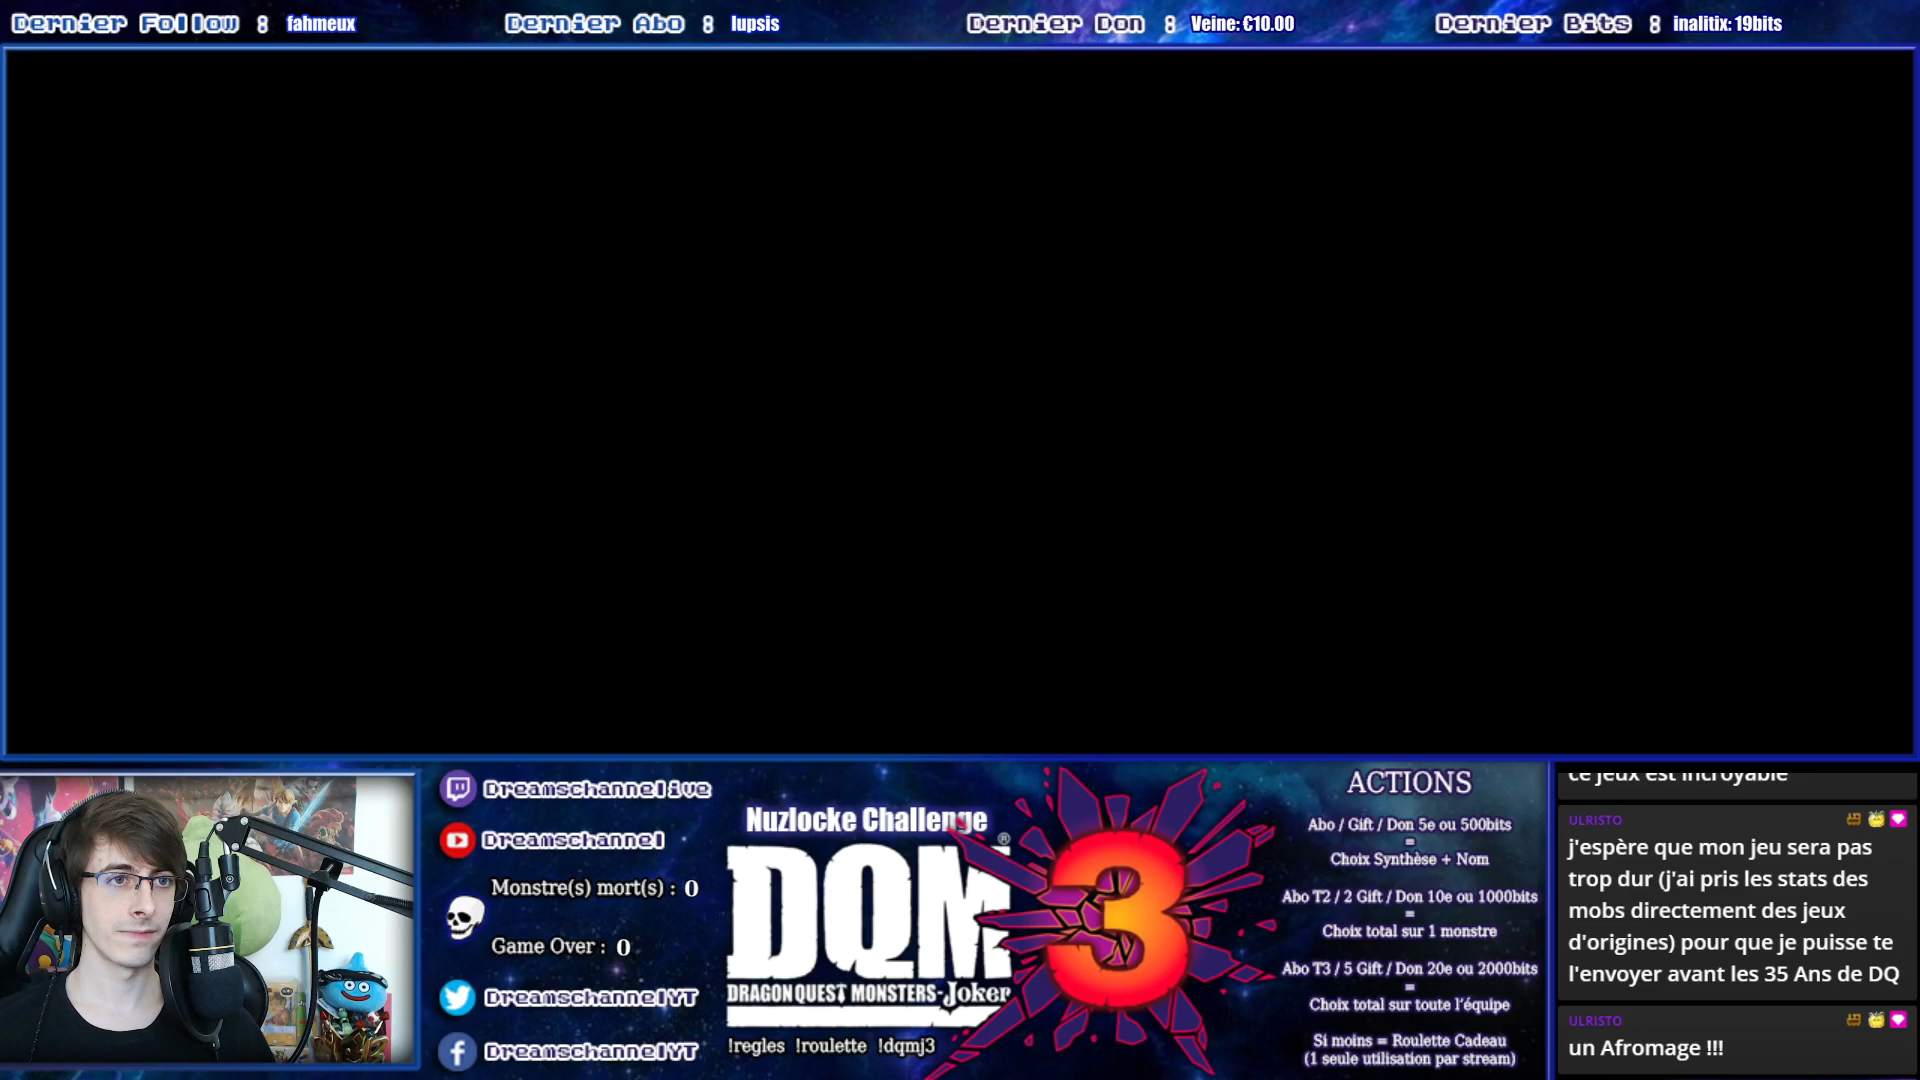 Dernier Follow : fahmeux
Dernier Abo : lupsis
Dernier Don : Veine: €10.00
Dernier Bits : inalitix: 19bits
Dreamschannelive
Dreamschannel
Monstre(s) mort(s) : 0
Game Over : 0
DreamschannelYT
DreamschannelYT
Nuzlocke Challenge
DQM®
3
DRAGON QUEST MONSTERS-Joker
!regles !roulette !dqmj3
ACTIONS
Abo / Gift / Don 5e ou 500bits
=
Choix Synthèse + Nom
Abo T2 / 2 Gift / Don 10e ou 1000bits
=
Choix total sur 1 monstre
Abo T3 / 5 Gift / Don 20e ou 2000bits
=
Choix total sur toute l'équipe
Si moins = Roulette Cadeau
(1 seule utilisation par stream)
ce jeux est incroyable
ULRISTO
j'espère que mon jeu sera pas
trop dur (j'ai pris les stats des
mobs directement des jeux
d'origines) pour que je puisse te
l'envoyer avant les 35 Ans de DQ
ULRISTO
un Afromage !!!